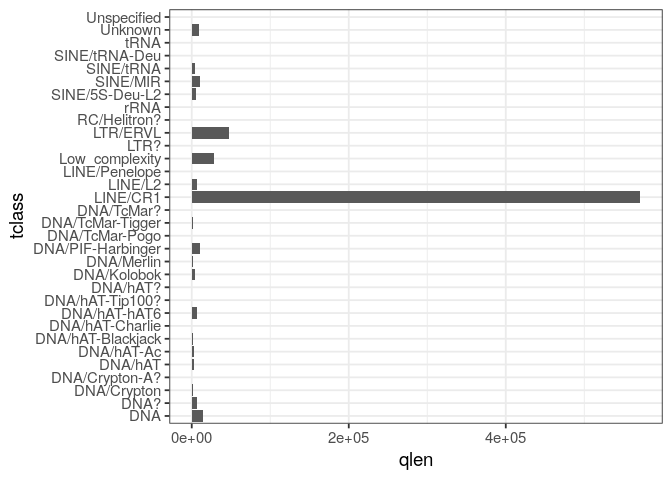 Unspecified
Unknown
tRNA
SINE/tRNA-Deu
SINE/tRNA
SINE/MIR
SINE/5S-Deu-L2
rRNA
RC/Helitron?
LTR/ERVL
LTR?
Low_complexity
LINE/Penelope
LINE/L2
LINE/CR1
DNA/TcMar?
DNA/TcMar-Tigger
DNA/TcMar-Pogo
DNA/PIF-Harbinger
DNA/Merlin
DNA/Kolobok
DNA/hAT?
DNA/hAT-Tip100?
DNA/hAT-hAT6
DNA/hAT-Charlie
DNA/hAT-Blackjack
DNA/hAT-Ac
DNA/hAT
DNA/Crypton-A?
DNA/Crypton
DNA?
DNA
tclass
0e+00 2e+05 4e+05
qlen